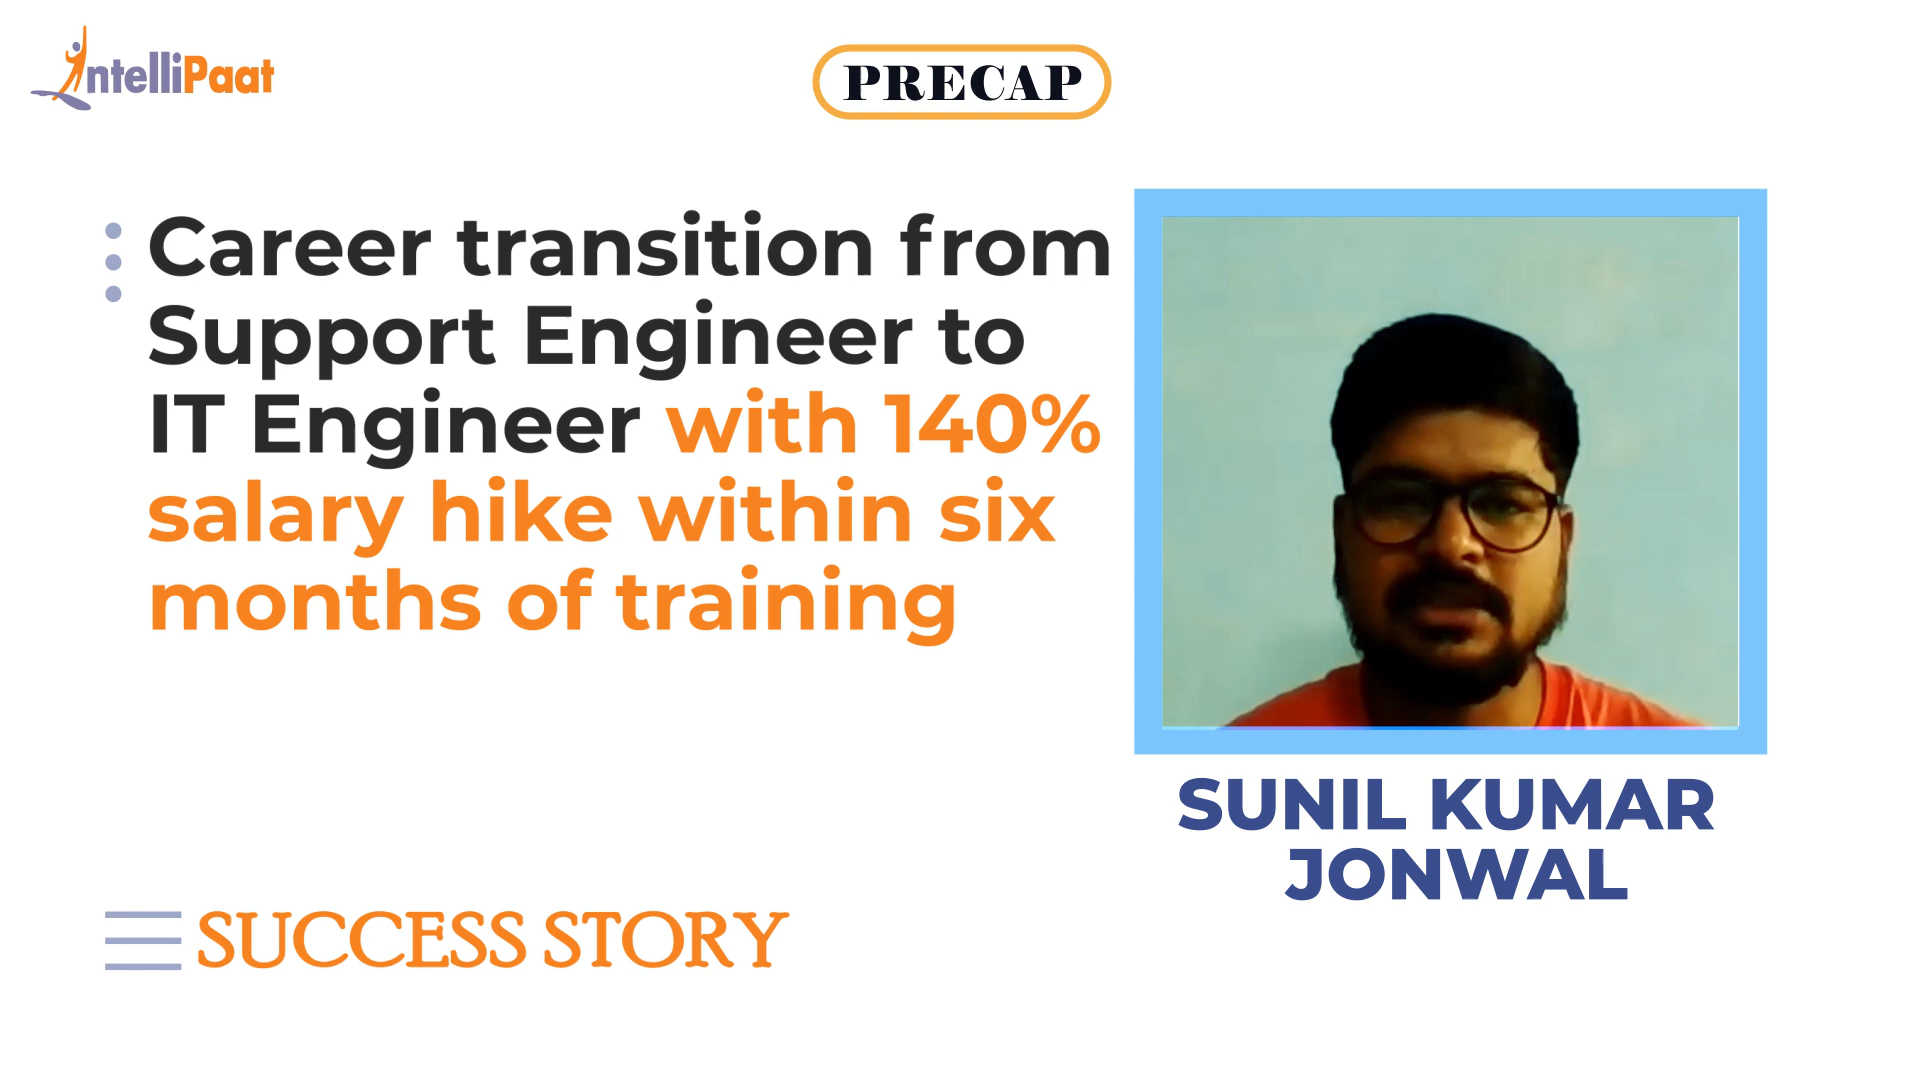 IntelliPaat
PRECAP
Career transition from
Support Engineer to
IT Engineer with 140%
salary hike within six
months of training
SUNIL KUMAR
JONWAL
SUCCESS STORY